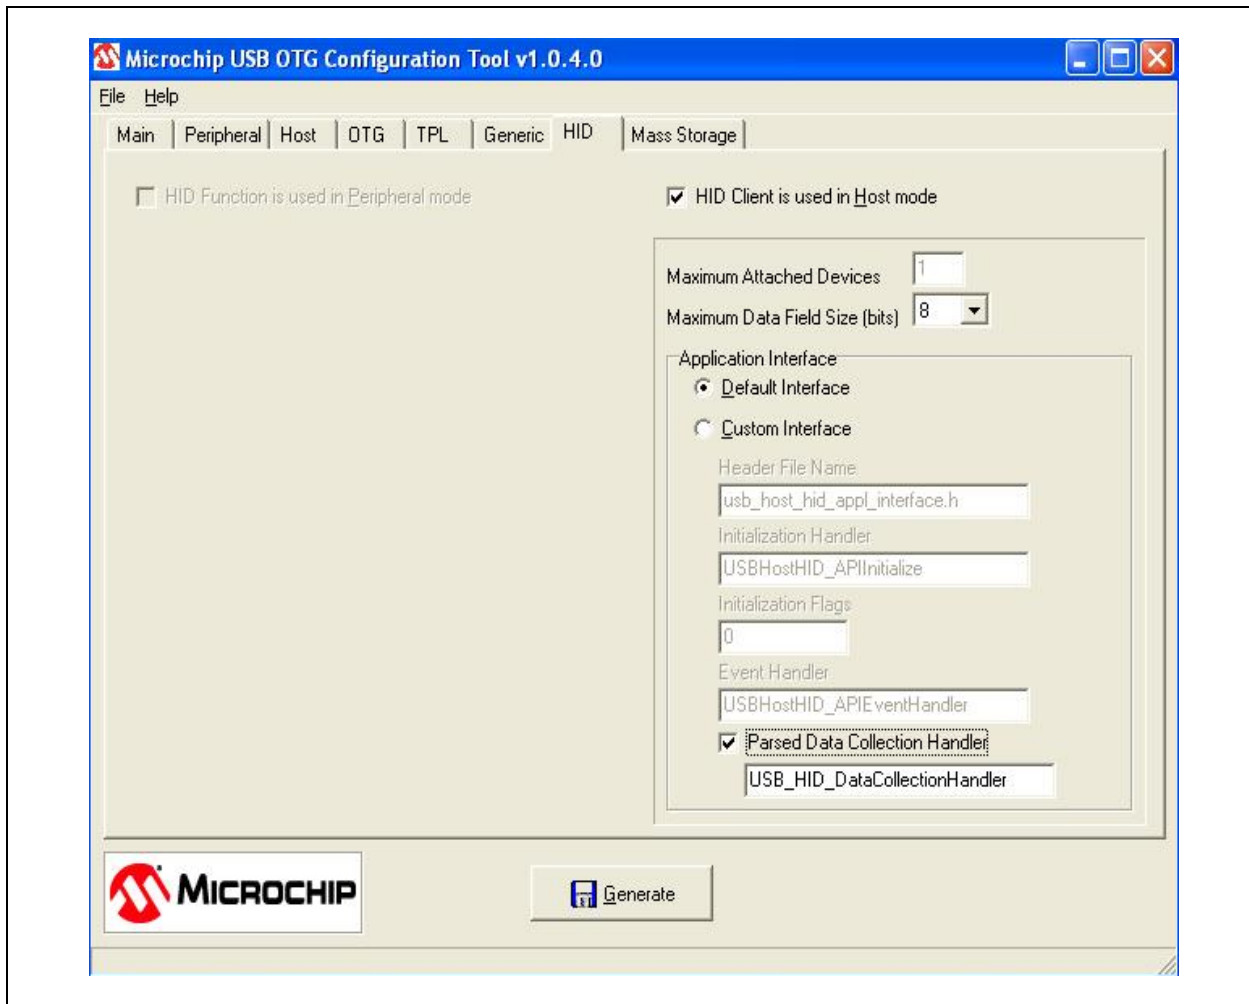 Microchip USB OTG Configuration Tool v1.0.4.0
File Help
Main Peripheral Host OTG TPL Generic HID Mass Storage
HID Function is used in Peripheral mode
HID Client is used in Host mode
Maximum Attached Devices 1
Maximum Data Field Size (bits) 8
Application Interface
Default Interface
Custom Interface
Header File Name
usb_host_hid_appl_interface.h
Initialization Handler
USBHostHID_APIInitialize
Initialization Flags
0
Event Handler
USBHostHID_APIEventHandler
Parsed Data Collection Handler
USB_HID_DataCollectionHandler
MICROCHIP
Generate